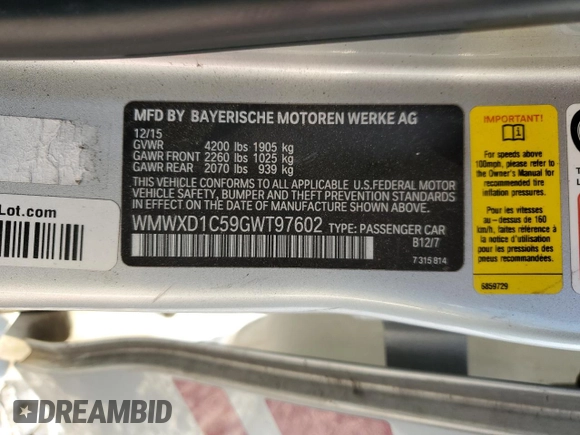 MFD BY BAYERISCHE MOTOREN WERKE AG
12/15
GVWR 4200 lbs 1905 kg
GAWR FRONT 2260 lbs 1025 kg
GAWR REAR 2070 lbs 939 kg
THIS VEHICLE CONFORMS TO ALL APPLICABLE U.S. FEDERAL MOTOR
VEHICLE SAFETY, BUMPER AND THEFT PREVENTION STANDARDS
IN EFFECT ON THE DATE OF MANUFACTURE SHOWN ABOVE.
WMWXD1C59GWT97602 TYPE: PASSENGER CAR
B12/7
7 315 814
IMPORTANT!
For speeds above
100mph, please refer to
the Owner's Manual for
recommended tire
inflation pressures.
Pour des vitesses
au-dessus de 160
km/h, faites référence à
la notice d'utilisation
des pneus recommandées
6859729
Lot.com
DREAMBID